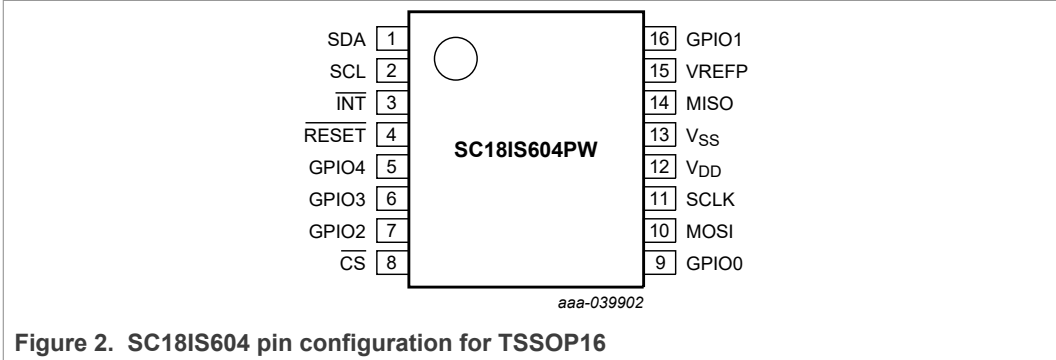 SDA 1
SCL 2
INT 3
RESET 4
GPIO4 5
GPIO3 6
GPIO2 7
CS 8
SC18IS604PW
16 GPIO1
15 VREFP
14 MISO
13 VSS
12 VDD
11 SCLK
10 MOSI
9 GPIO0
aaa-039902
Figure 2. SC18IS604 pin configuration for TSSOP16